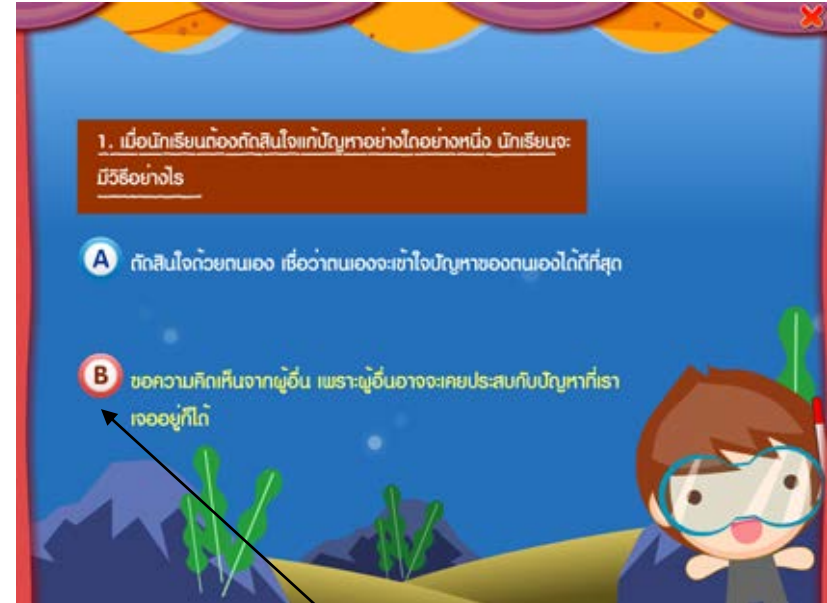 1. เมื่อนักเรียนต้องตัดสินใจแก้ปัญหาอย่างใดอย่างหนึ่ง นักเรียนจะ
มีวิธีอย่างไร
A ตัดสินใจด้วยตนเอง เชื่อว่าตนเองจะเข้าใจปัญหาของตนเองได้ดีที่สุด
B ขอความคิดเห็นจากผู้อื่น เพราะผู้อื่นอาจจะเคยประสบกับปัญหาที่เรา
เจออยู่ก็ได้